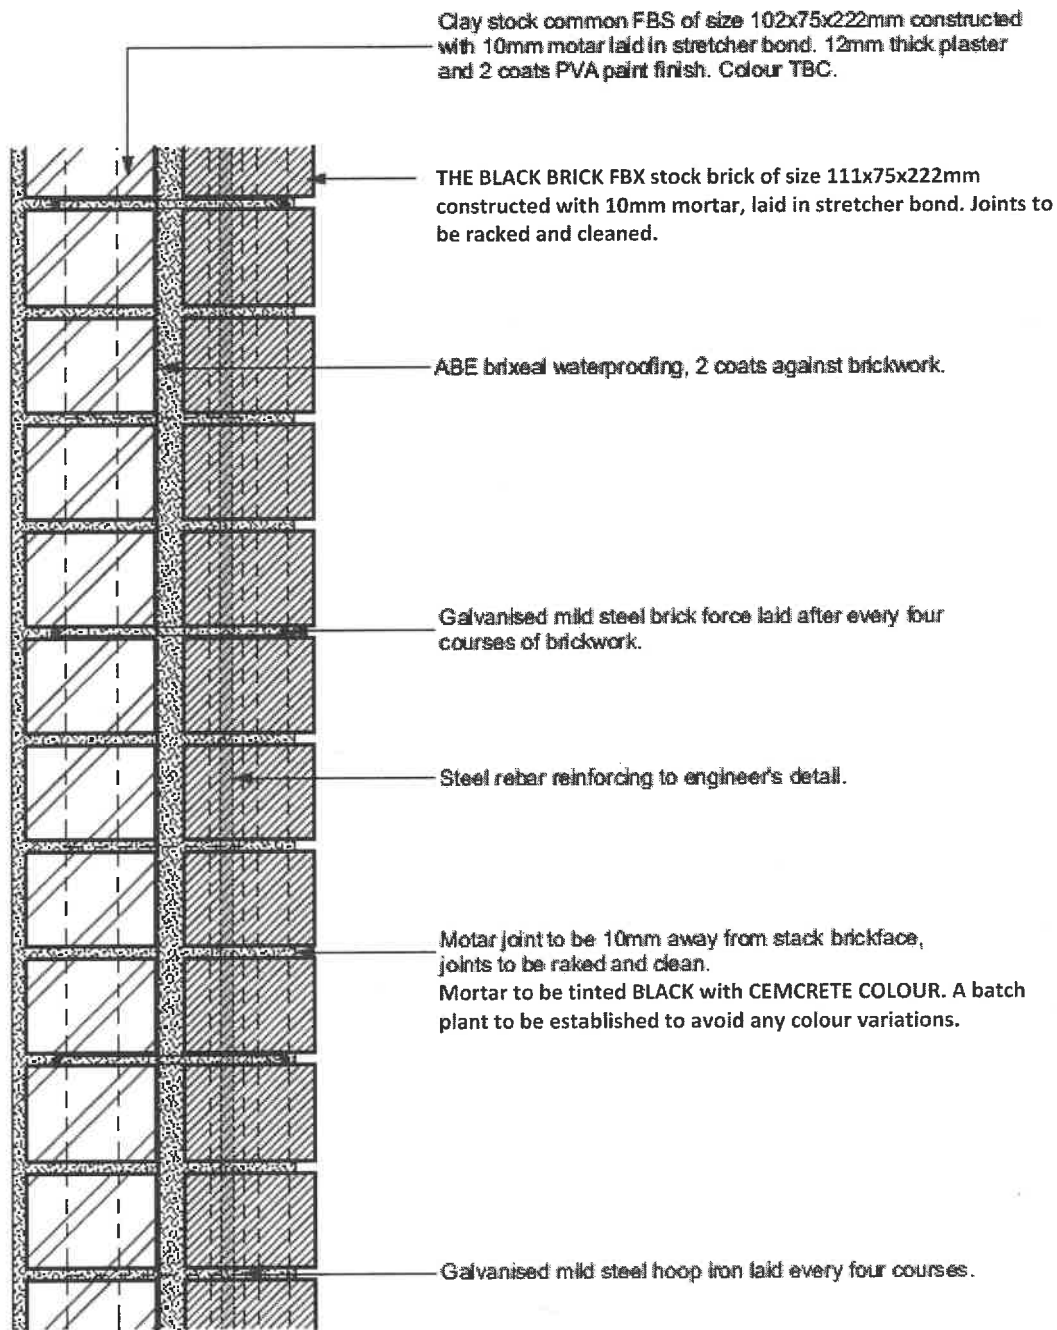 Clay stock common FBS of size 102x75x222mm constructed
with 10mm motar laid in stretcher bond. 12mm thick plaster
and 2 coats PVA paint finish. Colour TBC.
THE BLACK BRICK FBX stock brick of size 111x75x222mm
constructed with 10mm mortar, laid in stretcher bond. Joints to
be racked and cleaned.
ABE brixeal waterproofing, 2 coats against brickwork.
Galvanised mild steel brick force laid after every four
courses of brickwork.
Steel rebar reinforcing to engineer's detail.
Motar joint to be 10mm away from stack brickface,
joints to be raked and clean.
Mortar to be tinted BLACK with CEMCRETE COLOUR. A batch
plant to be established to avoid any colour variations.
Galvanised mild steel hoop iron laid every four courses.